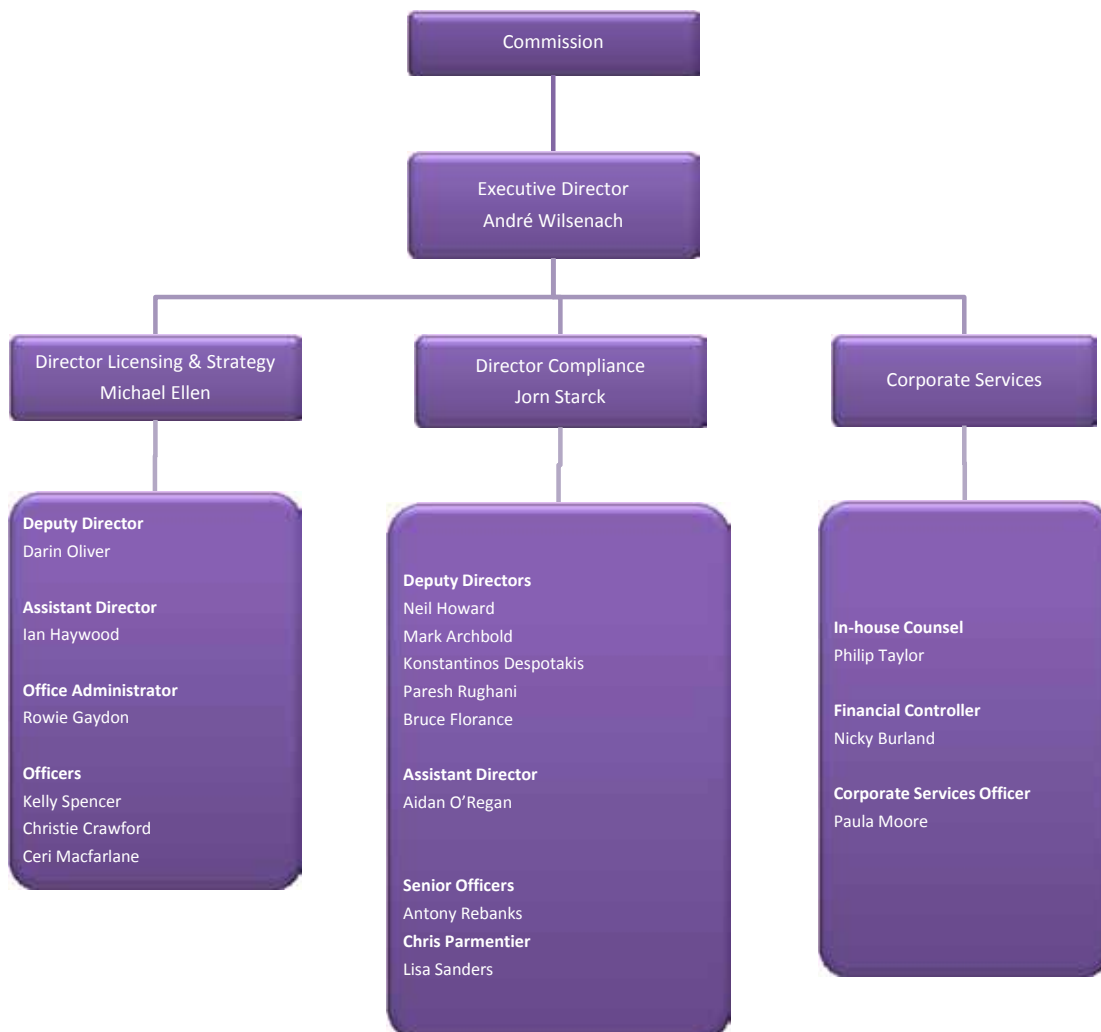 Commission
Executive Director
André Wilsenach
Director Licensing & Strategy
Michael Ellen
Director Compliance
Jorn Starck
Corporate Services
Deputy Director
Darin Oliver
Assistant Director
Ian Haywood
Office Administrator
Rowie Gaydon
Officers
Kelly Spencer
Christie Crawford
Ceri Macfarlane
Deputy Directors
Neil Howard
Mark Archbold
Konstantinos Despotakis
Paresh Rughani
Bruce Florance
Assistant Director
Aidan O’Regan
Senior Officers
Antony Rebanks
Chris Parmentier
Lisa Sanders
In-house Counsel
Philip Taylor
Financial Controller
Nicky Burland
Corporate Services Officer
Paula Moore